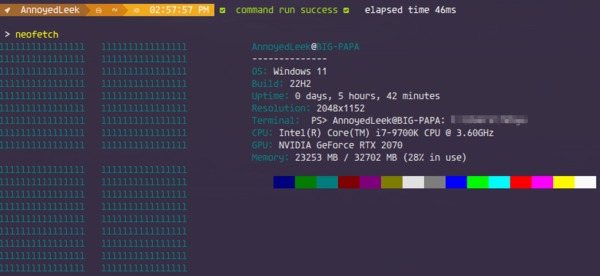 AnnoyedLeek ~ 02:57:57 PM command run success elapsed time 46ms
> neofetch
1111111111111111 1111111111111111 AnnoyedLeek@BIG-PAPA
1111111111111111 1111111111111111 --------------
1111111111111111 1111111111111111 OS: Windows 11
1111111111111111 1111111111111111 Build: 22H2
1111111111111111 1111111111111111 Uptime: 0 days, 5 hours, 42 minutes
1111111111111111 1111111111111111 Resolution: 2048x1152
1111111111111111 1111111111111111 Terminal: PS> AnnoyedLeek@BIG-PAPA:
1111111111111111 1111111111111111 CPU: Intel(R) Core(TM) i7-9700K CPU @ 3.60GHz
GPU: NVIDIA GeForce RTX 2070
1111111111111111 1111111111111111 Memory: 23253 MB / 32702 MB (28% in use)
1111111111111111 1111111111111111
1111111111111111 1111111111111111
1111111111111111 1111111111111111
1111111111111111 1111111111111111
1111111111111111 1111111111111111
1111111111111111 1111111111111111
1111111111111111 1111111111111111
1111111111111111 1111111111111111